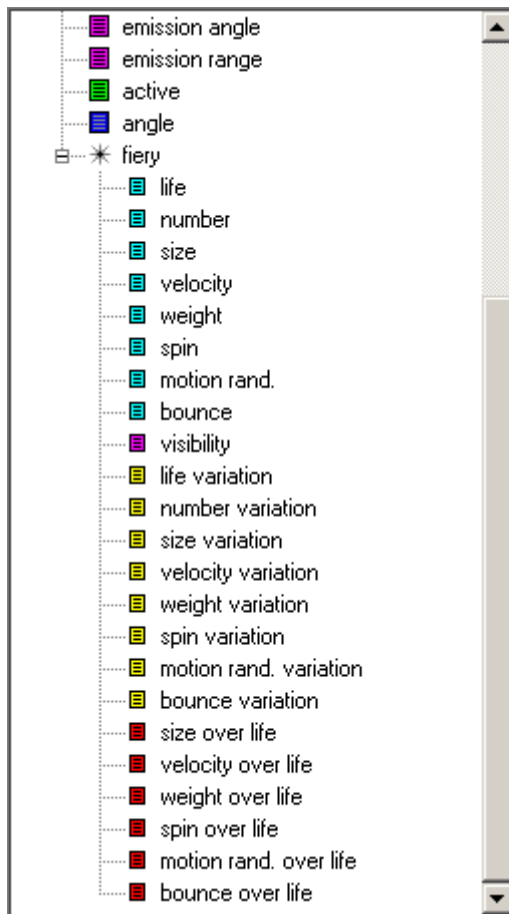 emission angle
emission range
active
angle
fiery
life
number
size
velocity
weight
spin
motion rand.
bounce
visibility
life variation
number variation
size variation
velocity variation
weight variation
spin variation
motion rand. variation
bounce variation
size over life
velocity over life
weight over life
spin over life
motion rand. over life
bounce over life